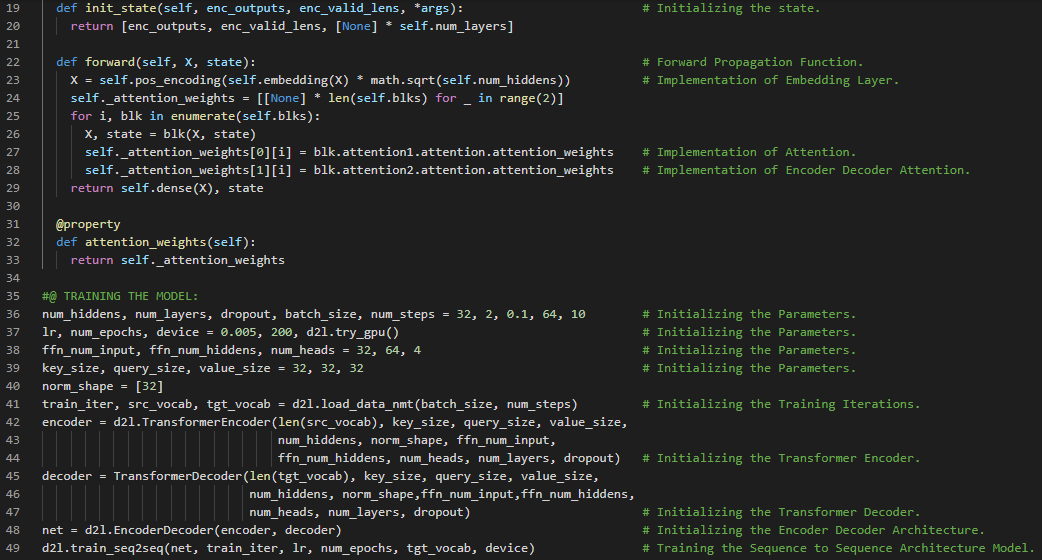 19 def init_state(self, enc_outputs, enc_valid_lens, *args): # Initializing the state.
20 return [enc_outputs, enc_valid_lens, [None] * self.num_layers]
21
22 def forward(self, X, state): # Forward Propagation Function.
23 X = self.pos_encoding(self.embedding(X) * math.sqrt(self.num_hiddens)) # Implementation of Embedding Layer.
24 self._attention_weights = [[None] * len(self.blks) for _ in range(2)]
25 for i, blk in enumerate(self.blks):
26 X, state = blk(X, state)
27 self._attention_weights[0][i] = blk.attention1.attention.attention_weights # Implementation of Attention.
28 self._attention_weights[1][i] = blk.attention2.attention.attention_weights # Implementation of Encoder Decoder Attention.
29 return self.dense(X), state
30
31 @property
32 def attention_weights(self):
33 return self._attention_weights
34
35 #@ TRAINING THE MODEL:
36 num_hiddens, num_layers, dropout, batch_size, num_steps = 32, 2, 0.1, 64, 10 # Initializing the Parameters.
37 lr, num_epochs, device = 0.005, 200, d2l.try_gpu() # Initializing the Parameters.
38 ffn_num_input, ffn_num_hiddens, num_heads = 32, 64, 4 # Initializing the Parameters.
39 key_size, query_size, value_size = 32, 32, 32 # Initializing the Parameters.
40 norm_shape = [32]
41 train_iter, src_vocab, tgt_vocab = d2l.load_data_nmt(batch_size, num_steps) # Initializing the Training Iterations.
42 encoder = d2l.TransformerEncoder(len(src_vocab), key_size, query_size, value_size,
43 num_hiddens, norm_shape, ffn_num_input,
44 ffn_num_hiddens, num_heads, num_layers, dropout) # Initializing the Transformer Encoder.
45 decoder = TransformerDecoder(len(tgt_vocab), key_size, query_size, value_size,
46 num_hiddens, norm_shape,ffn_num_input,ffn_num_hiddens,
47 num_heads, num_layers, dropout) # Initializing the Transformer Decoder.
48 net = d2l.EncoderDecoder(encoder, decoder) # Initializing the Encoder Decoder Architecture.
49 d2l.train_seq2seq(net, train_iter, lr, num_epochs, tgt_vocab, device) # Training the Sequence to Sequence Architecture Model.